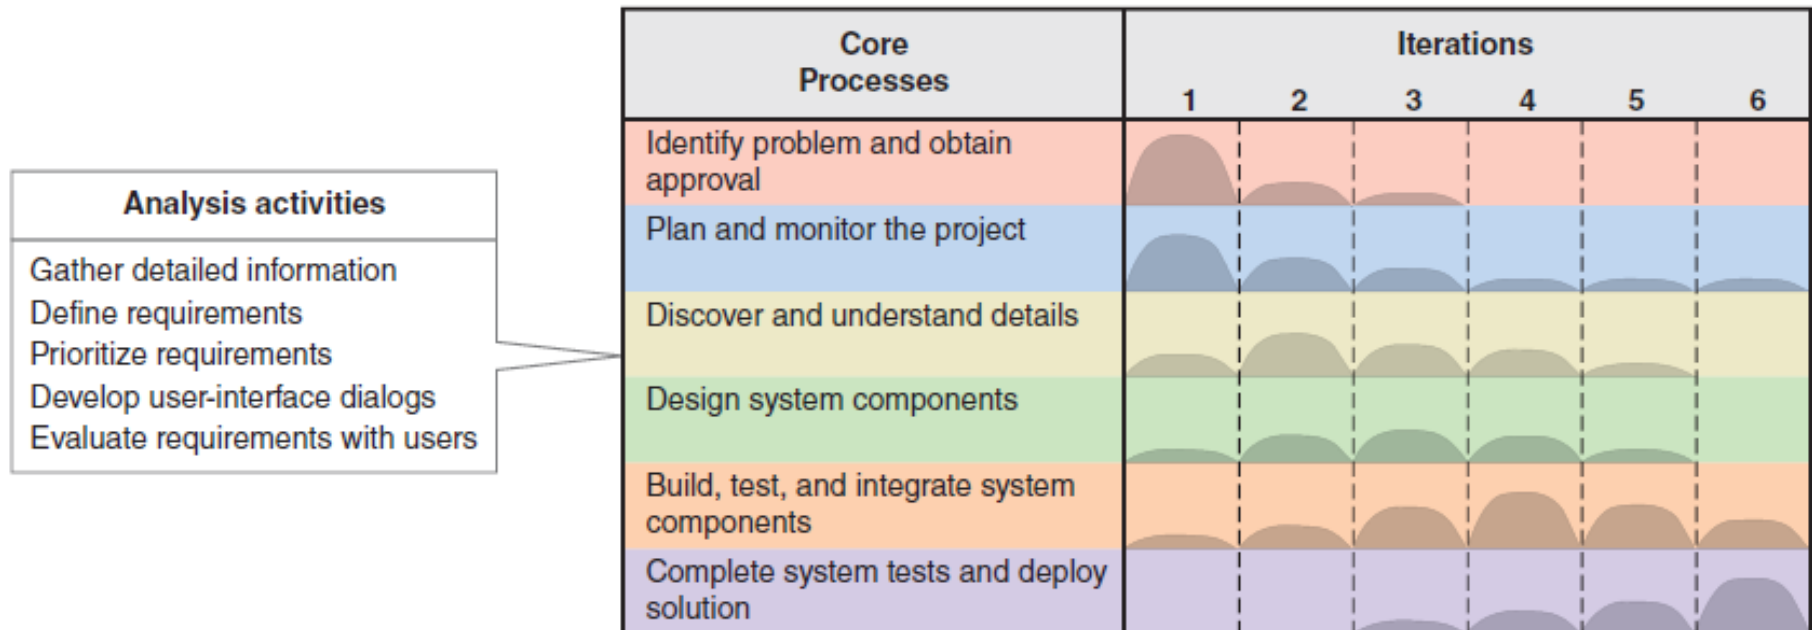 Analysis activities
Gather detailed information
Define requirements
Prioritize requirements
Develop user-interface dialogs
Evaluate requirements with users
Core
Processes
Iterations
1 2 3 4 5 6
Identify problem and obtain
approval
Plan and monitor the project
Discover and understand details
Design system components
Build, test, and integrate system
components
Complete system tests and deploy
solution